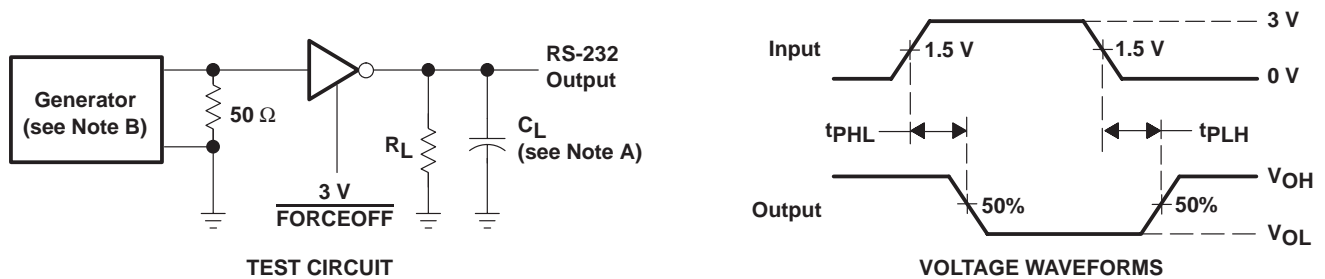 Generator
(see Note B)
50 Ω
3 V
FORCEOFF
RL
CL
(see Note A)
RS-232
Output
TEST CIRCUIT
Input
1.5 V
1.5 V
3 V
0 V
tPHL
tPLH
Output
50%
50%
VOH
VOL
VOLTAGE WAVEFORMS